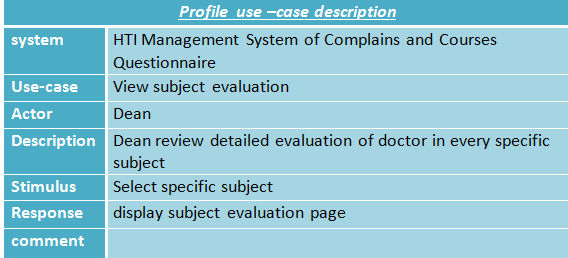 Profile use –case description
system HTI Management System of Complains and Courses
Questionnaire
Use-case View subject evaluation
Actor Dean
Description Dean review detailed evaluation of doctor in every specific
subject
Stimulus Select specific subject
Response display subject evaluation page
comment